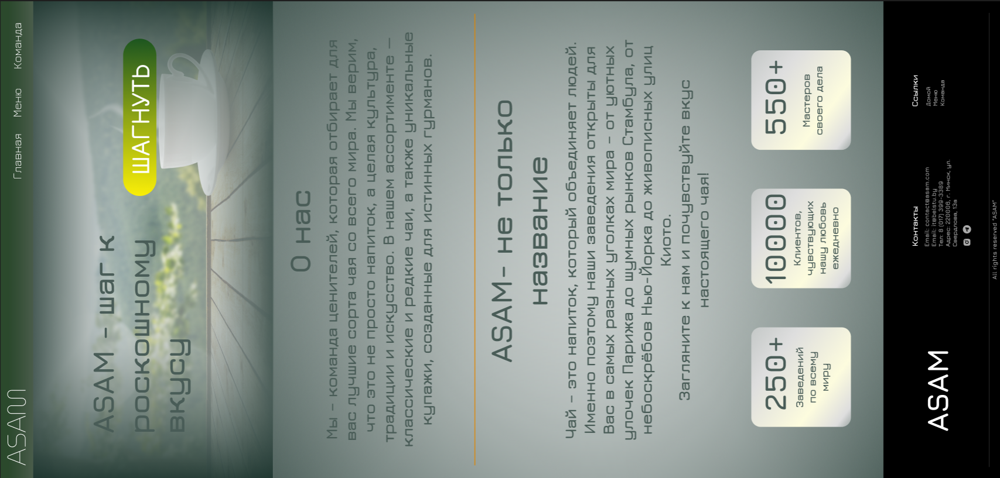 ASAM
Главная Меню Команда
ASAM – шаг к
роскошному
вкусу
ШАГНУТЬ
О нас
Мы – команда ценителей, которая отбирает для
вас лучшие сорта чая со всего мира. Мы верим,
что это не просто напиток, а целая культура,
традиции и искусство. В нашем ассортименте –
классические и редкие чаи, а также уникальные
купажи, созданные для истинных гурманов.
ASAM- не только
название
Чай – это напиток, который объединяет людей.
Именно поэтому наши заведения открыты для
Вас в самых разных уголках мира – от уютных
улочек Парижа до шумных рынков Стамбула, от
небоскрёбов Нью-Йорка до живописных улиц
Киото.
Загляните к нам и почувствуйте вкус
настоящего чая!
250+
Заведений
по всему
миру
10000
Клиентов,
чувствующих
нашу любовь
ежедневно
550+
Мастеров
своего дела
ASAM
Контакты
Email: contact@asam.com
Email: it@belstu.by
Тел: 8 (017) 399-3389
Адрес: 220006, г. Минск, ул.
Свердлова, 13а
Ссылки
Домой
Меню
Команда
All rights reserved "ASAM"